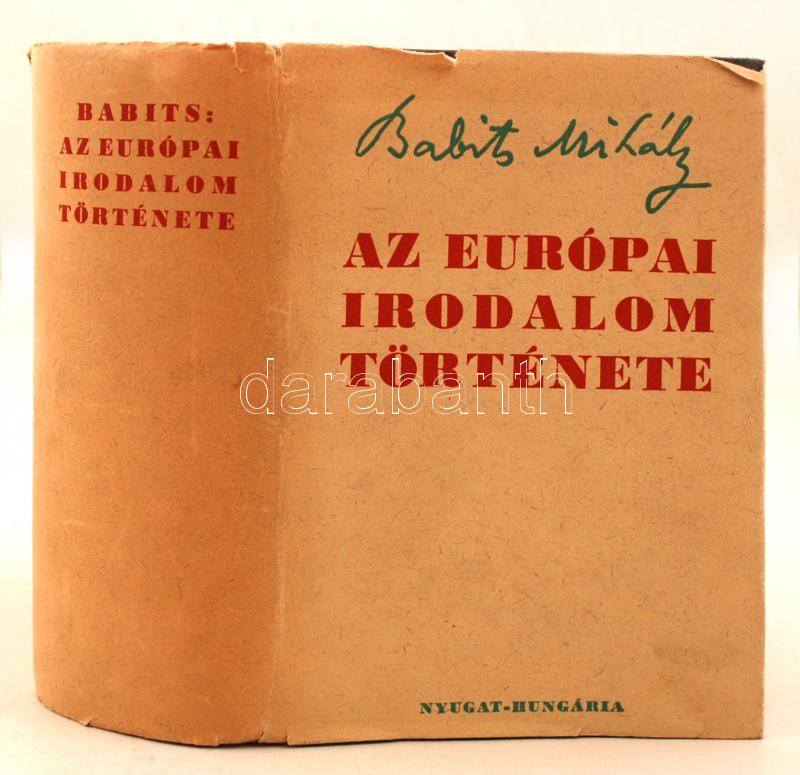 BABITS:
AZ EURÓPAI
IRODALOM
TÖRTÉNETE
Babits Mihály
AZ EURÓPAI
IRODALOM
TÖRTÉNETE
darabanth
NYUGAT-HUNGÁRIA